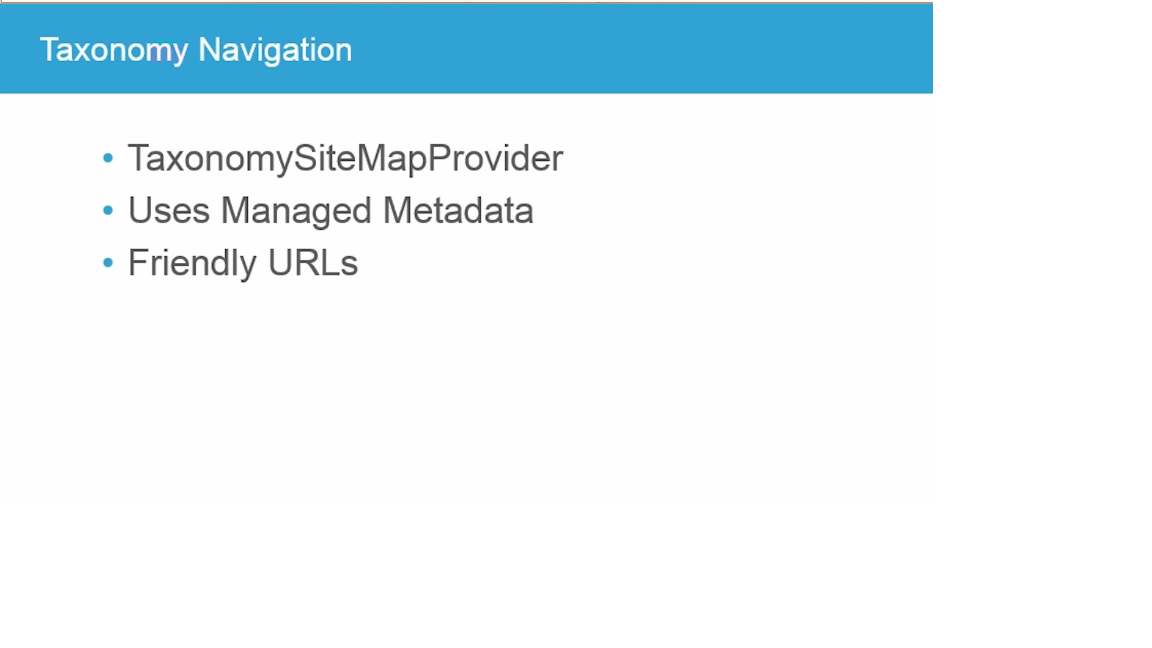 Taxonomy Navigation
• TaxonomySiteMapProvider
• Uses Managed Metadata
• Friendly URLs